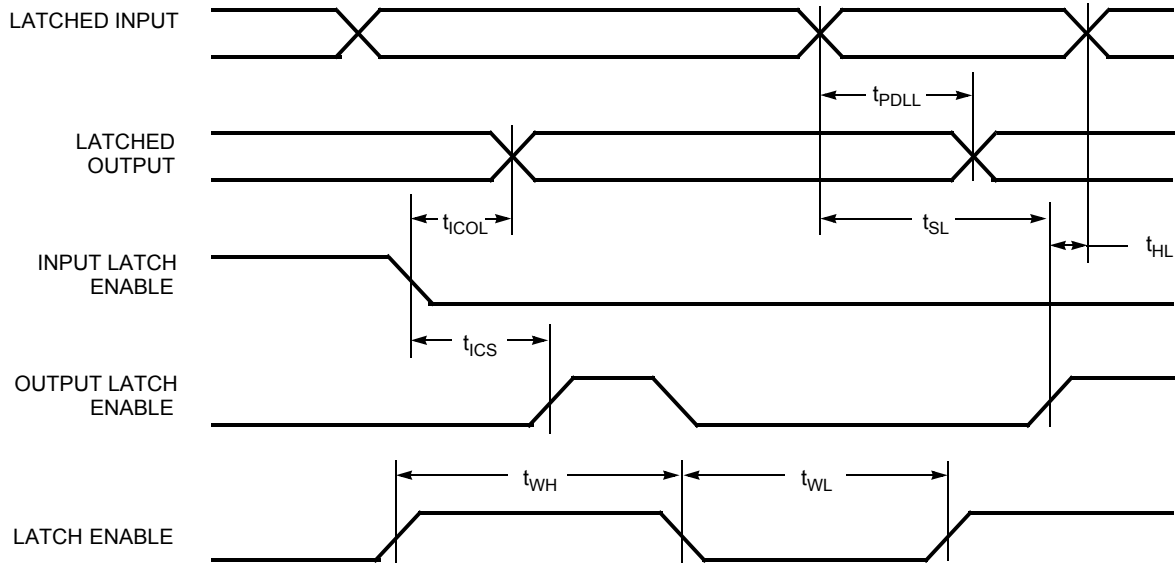 LATCHED INPUT
tPDLL
LATCHED
OUTPUT
tICOL
tSL
tHL
INPUT LATCH
ENABLE
tICS
OUTPUT LATCH
ENABLE
tWH
tWL
LATCH ENABLE